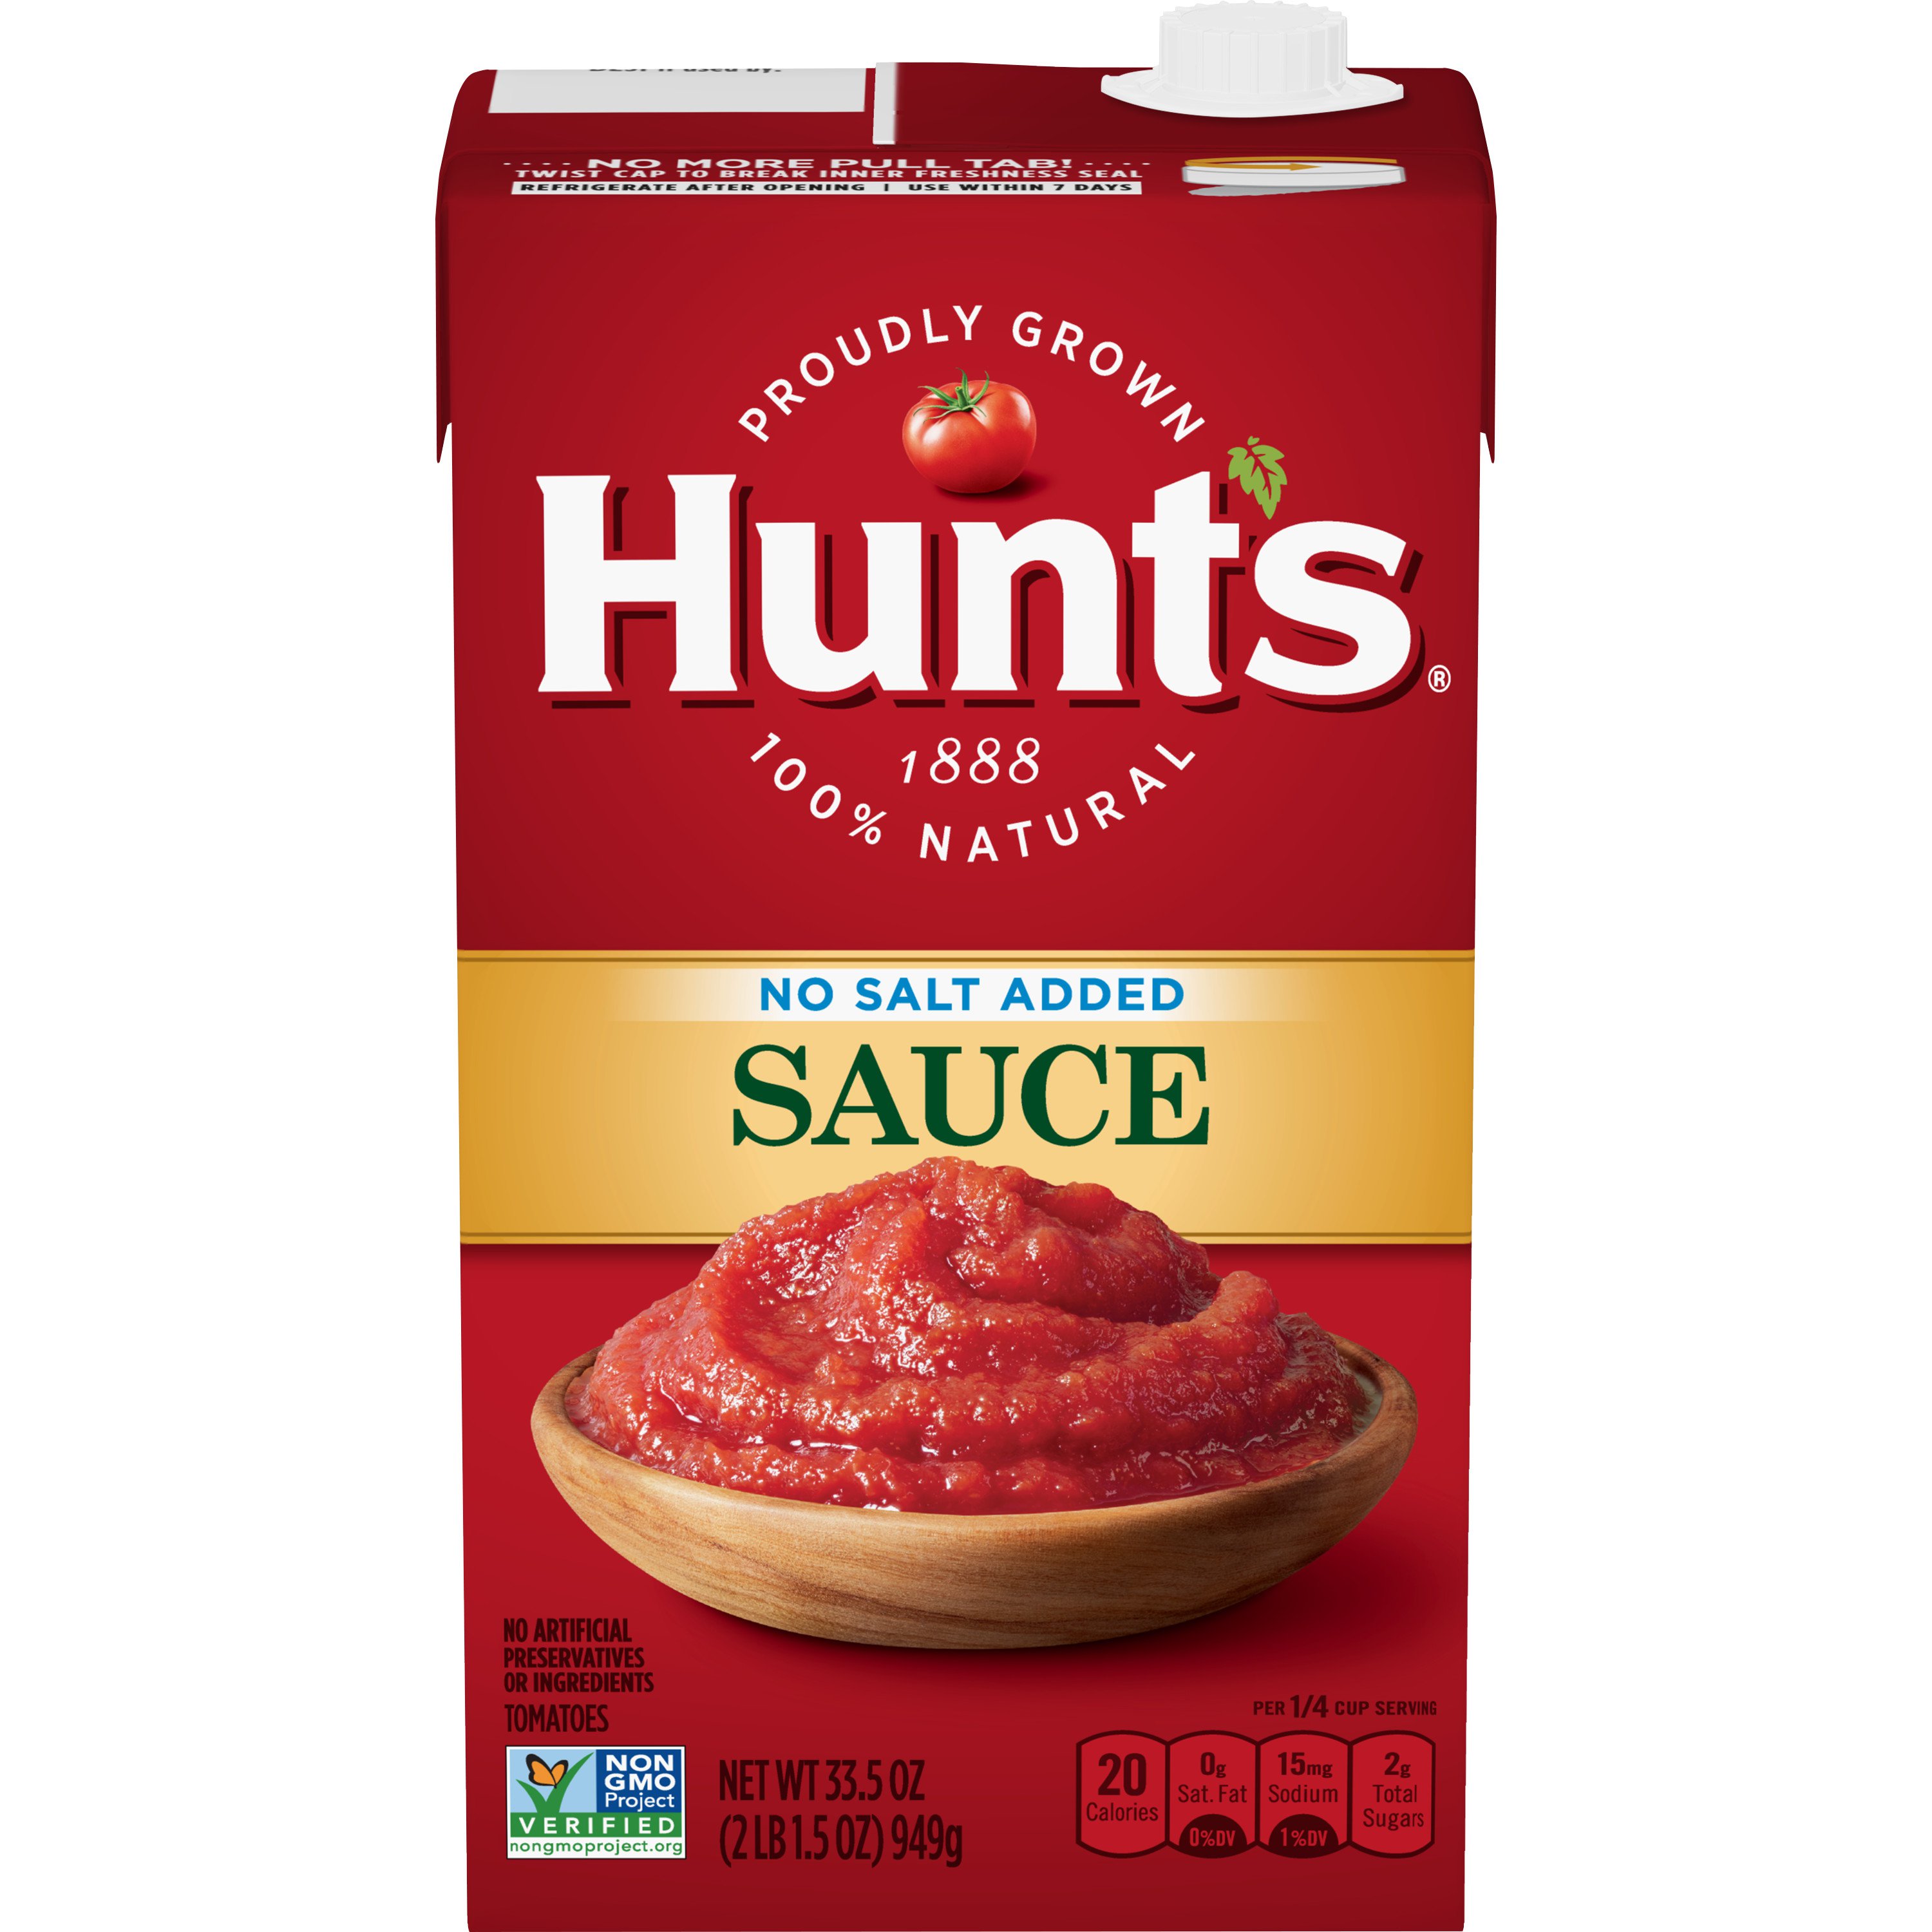 NO MORE PULL TAB!
TWIST CAP TO BREAK INNER FRESHNESS SEAL
REFRIGERATE AFTER OPENING | USE WITHIN 7 DAYS
PROUDLY GROWN
Hunt's®
1888
100% NATURAL
NO SALT ADDED
SAUCE
NO ARTIFICIAL
PRESERVATIVES
OR INGREDIENTS
TOMATOES
NON
GMO
Project
VERIFIED
nongmoproject.org
NET WT 33.5 OZ
(2 LB 1.5 OZ) 949g
PER 1/4 CUP SERVING
20
Calories
0g
Sat. Fat
0%DV
15mg
Sodium
1%DV
2g
Total
Sugars